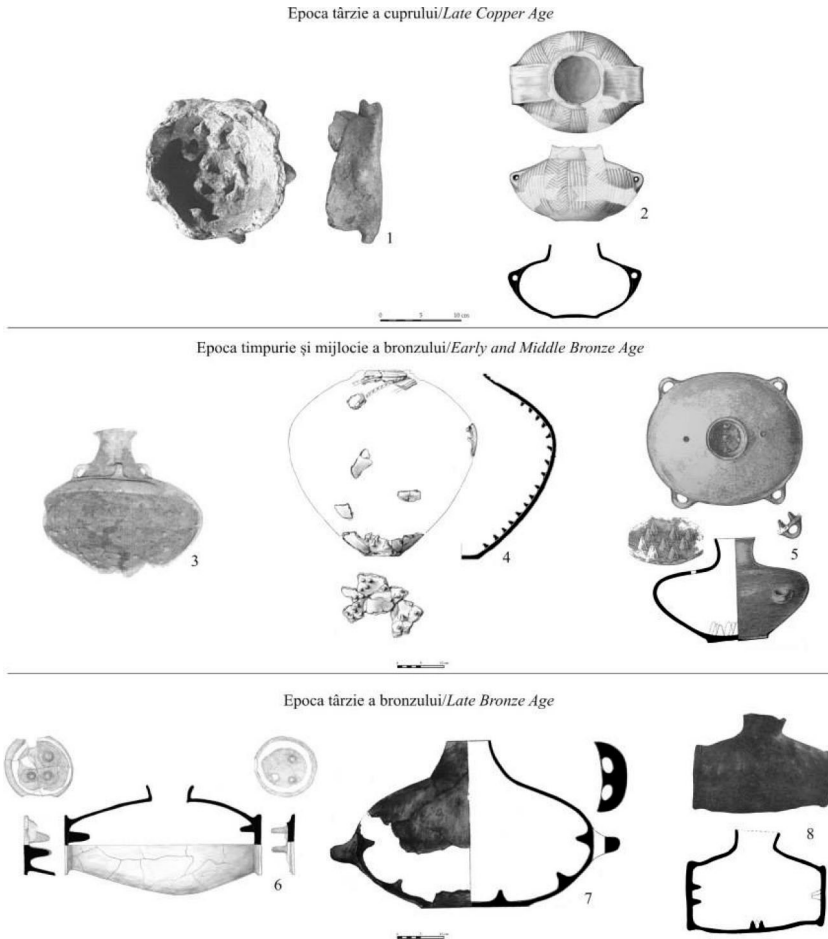 Epoca târzie a cuprului/Late Copper Age
1
2
0 5 10 cm
Epoca timpurie și mijlocie a bronzului/Early and Middle Bronze Age
3
4
5
Epoca târzie a bronzului/Late Bronze Age
6
7
8